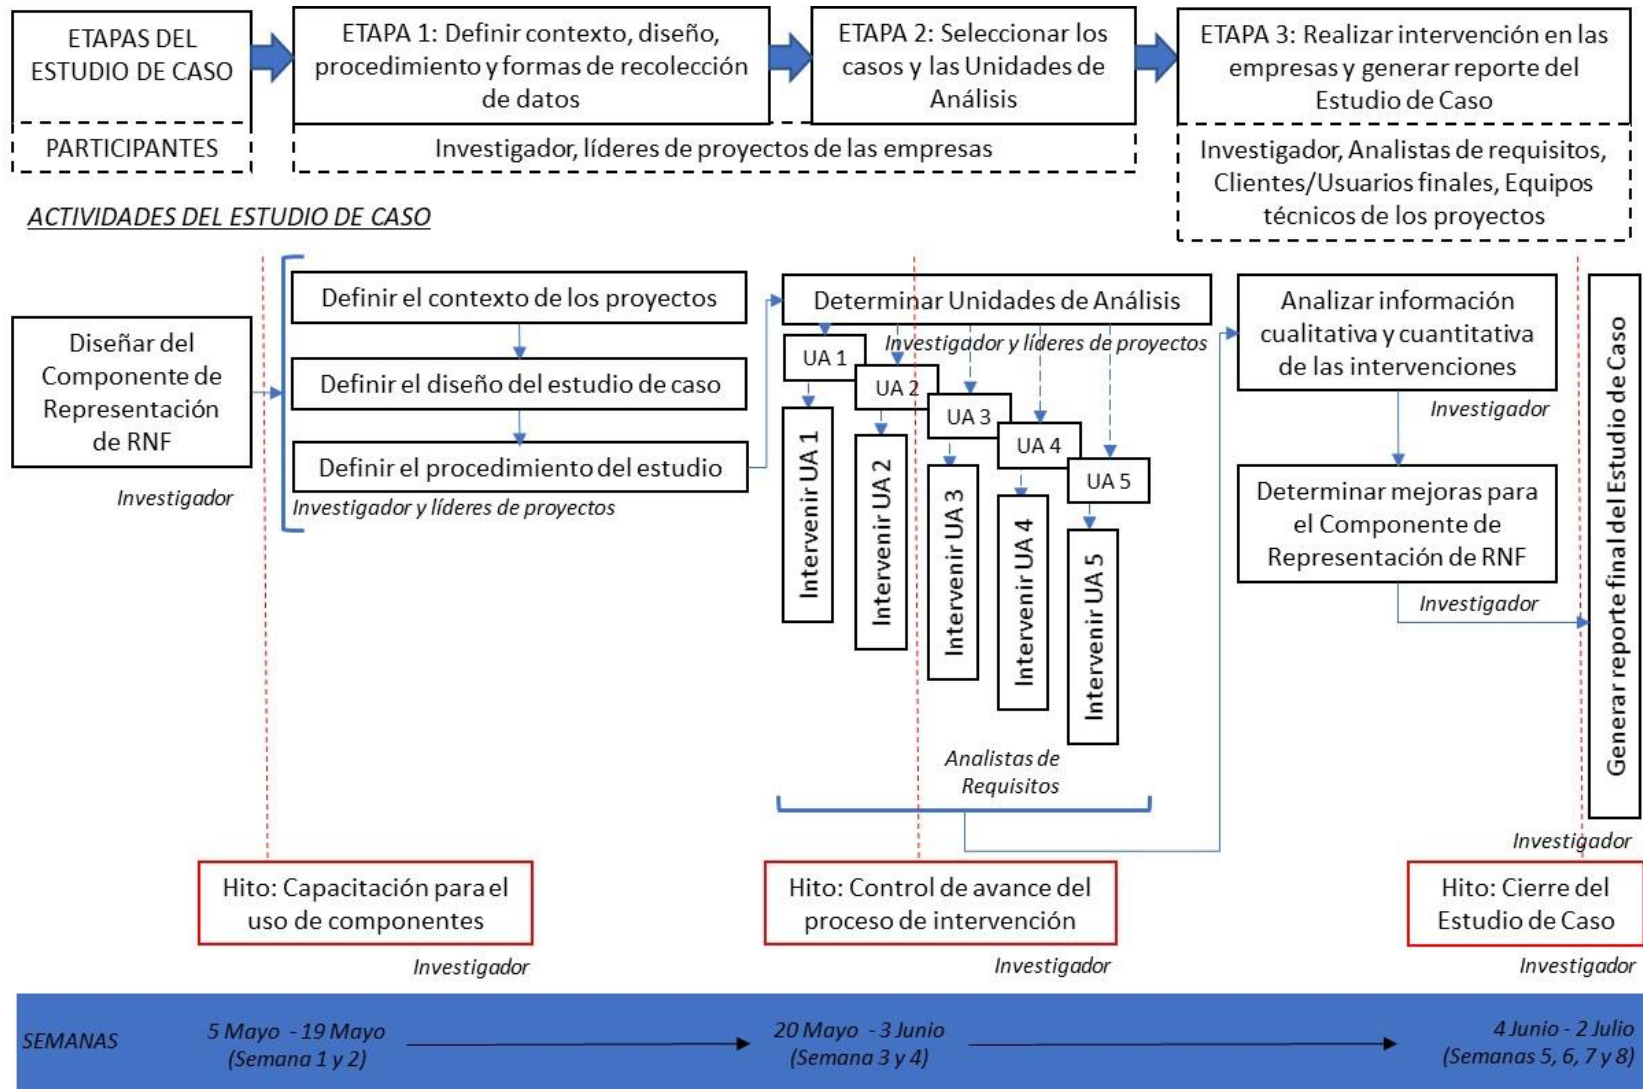 ETAPAS DEL
ESTUDIO DE CASO
ETAPA 1: Definir contexto, diseño,
procedimiento y formas de recolección
de datos
ETAPA 2: Seleccionar los
casos y las Unidades de
Análisis
ETAPA 3: Realizar intervención en las
empresas y generar reporte del
Estudio de Caso
PARTICIPANTES
Investigador, líderes de proyectos de las empresas
Investigador, Analistas de requisitos,
Clientes/Usuarios finales, Equipos
técnicos de los proyectos
ACTIVIDADES DEL ESTUDIO DE CASO
Diseñar del
Componente de
Representación
de RNF
Investigador
Definir el contexto de los proyectos
Definir el diseño del estudio de caso
Definir el procedimiento del estudio
Investigador y líderes de proyectos
Determinar Unidades de Análisis
Investigador y líderes de proyectos
UA 1
UA 2
UA 3
UA 4
UA 5
Intervenir UA 1
Intervenir UA 2
Intervenir UA 3
Intervenir UA 4
Intervenir UA 5
Analistas de
Requisitos
Analizar información
cualitativa y cuantitativa
de las intervenciones
Investigador
Determinar mejoras para
el Componente de
Representación de RNF
Investigador
Generar reporte final del Estudio de Caso
Investigador
Hito: Capacitación para el
uso de componentes
Investigador
Hito: Control de avance del
proceso de intervención
Investigador
Hito: Cierre del
Estudio de Caso
Investigador
SEMANAS
5 Mayo - 19 Mayo
(Semana 1 y 2)
20 Mayo - 3 Junio
(Semana 3 y 4)
4 Junio - 2 Julio
(Semanas 5, 6, 7 y 8)